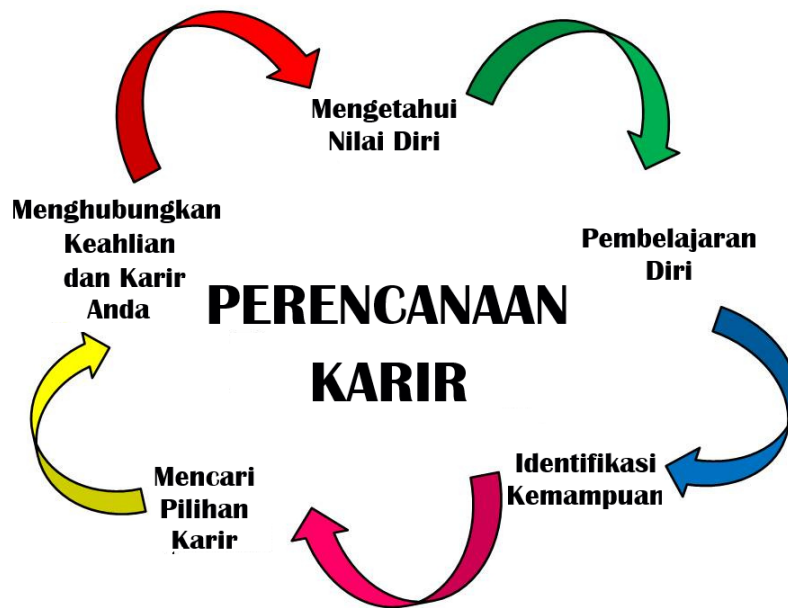 Mengetahui
Nilai Diri
Pembelajaran
Diri
Identifikasi
Kemampuan
Mencari
Pilihan
Karir
Menghubungkan
Keahlian
dan Karir
Anda
PERENCANAAN
KARIR